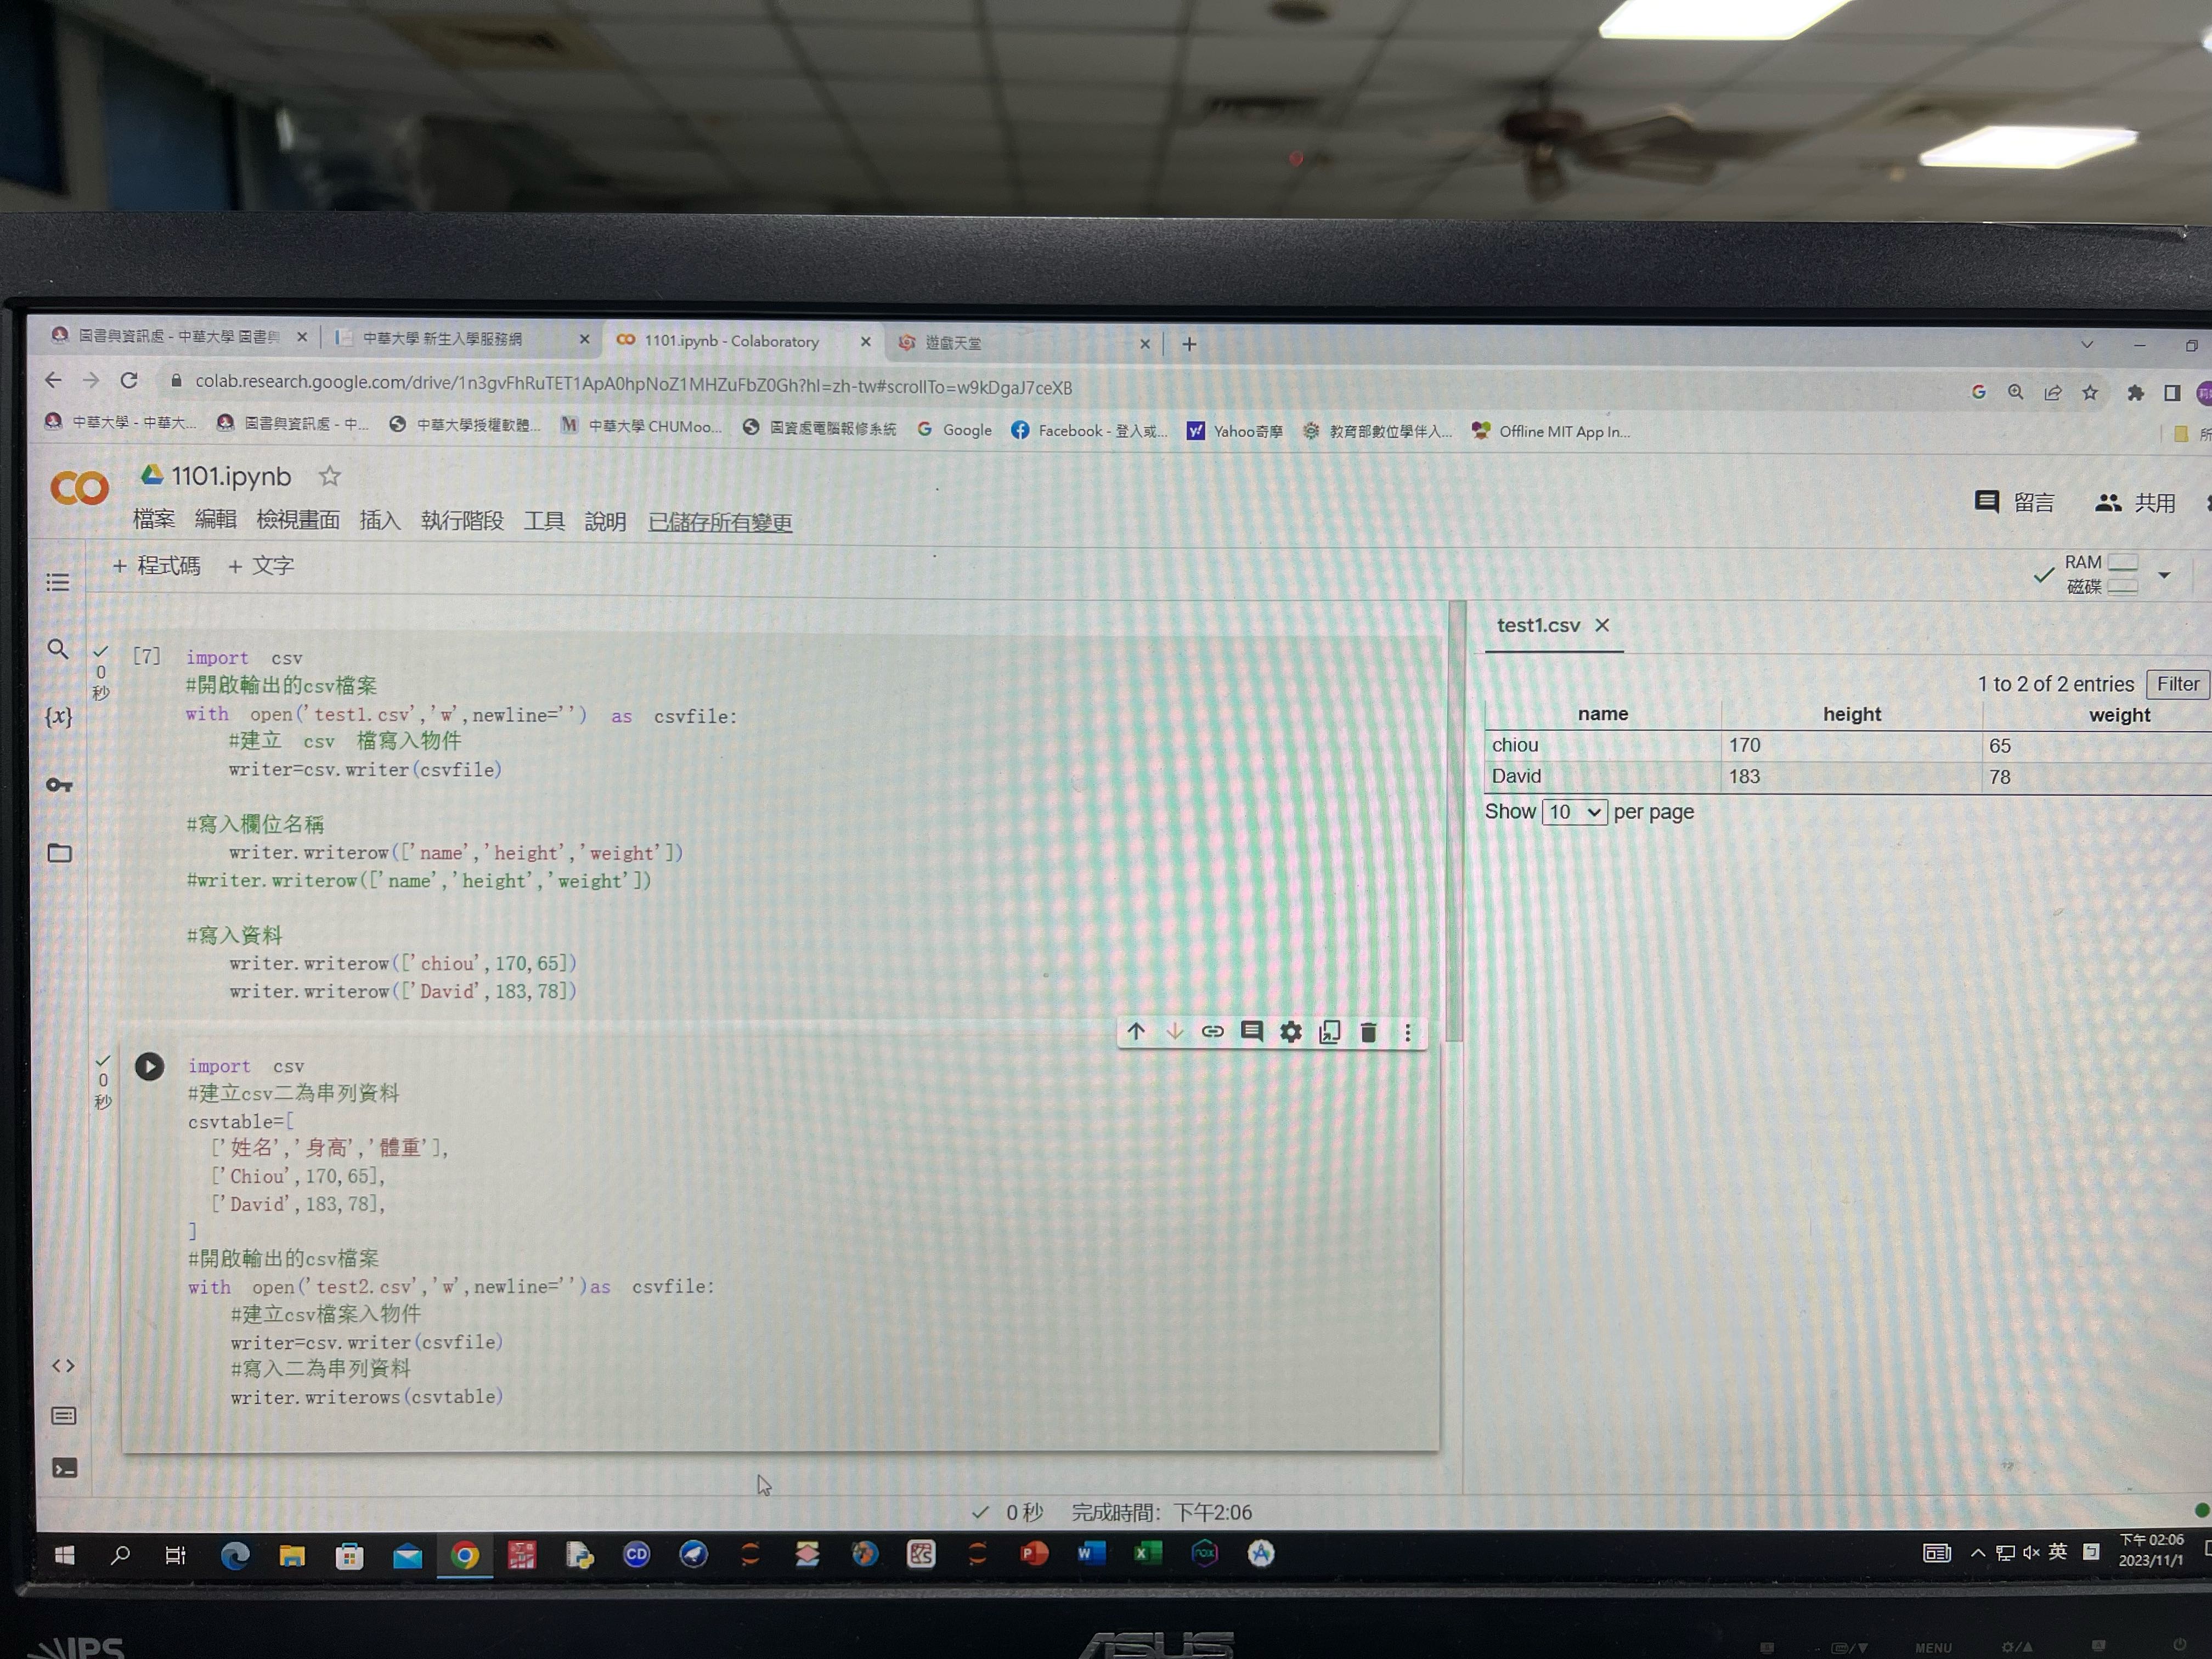 圖書與資訊處 - 中華大學 圖書與
中華大學 新生入學服務網
1101.ipynb - Colaboratory
遊戲天堂
colab.research.google.com/drive/1n3gvFhRuTET1ApA0hpNoZ1MHZuFbZ0Gh?hl=zh-tw#scrollTo=w9kDgaJ7ceXB
中華大學 - 中華大...
圖書與資訊處 - 中...
中華大學授權軟體...
中華大學 CHUMoo...
圖資處電腦報修系統
Google
Facebook - 登入或...
Yahoo奇摩
教育部數位學伴入...
Offline MIT App In...
所
1101.ipynb
檔案 編輯 檢視畫面 插入 執行階段 工具 說明 已儲存所有變更
留言 共用
+ 程式碼 + 文字
RAM
磁碟
[7]
0
秒
import csv
#開啟輸出的csv檔案
with open('test1.csv','w',newline='') as csvfile:
#建立 csv 檔寫入物件
writer=csv.writer(csvfile)
#寫入欄位名稱
writer.writerow(['name','height','weight'])
#writer.writerow(['name','height','weight'])
#寫入資料
writer.writerow(['chiou',170,65])
writer.writerow(['David',183,78])
0
秒
import csv
#建立csv二為串列資料
csvtable=[
['姓名','身高','體重'],
['Chiou',170,65],
['David',183,78],
]
#開啟輸出的csv檔案
with open('test2.csv','w',newline='')as csvfile:
#建立csv檔案入物件
writer=csv.writer(csvfile)
#寫入二為串列資料
writer.writerows(csvtable)
test1.csv
1 to 2 of 2 entries Filter
name height weight
chiou 170 65
David 183 78
Show 10 per page
0 秒 完成時間: 下午2:06
英
下午 02:06
2023/11/1
IPS
ASUS
MENU